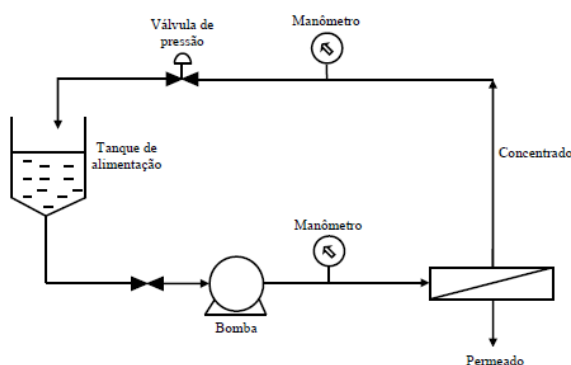 Válvula de
pressão
Manômetro
Tanque de
alimentação
Concentrado
Manômetro
Bomba
Permeado